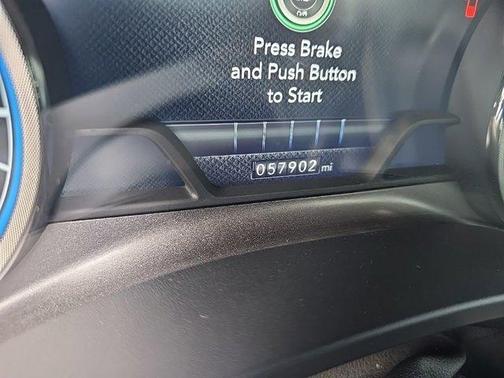 Press Brake
and Push Button
to Start
057902 mi